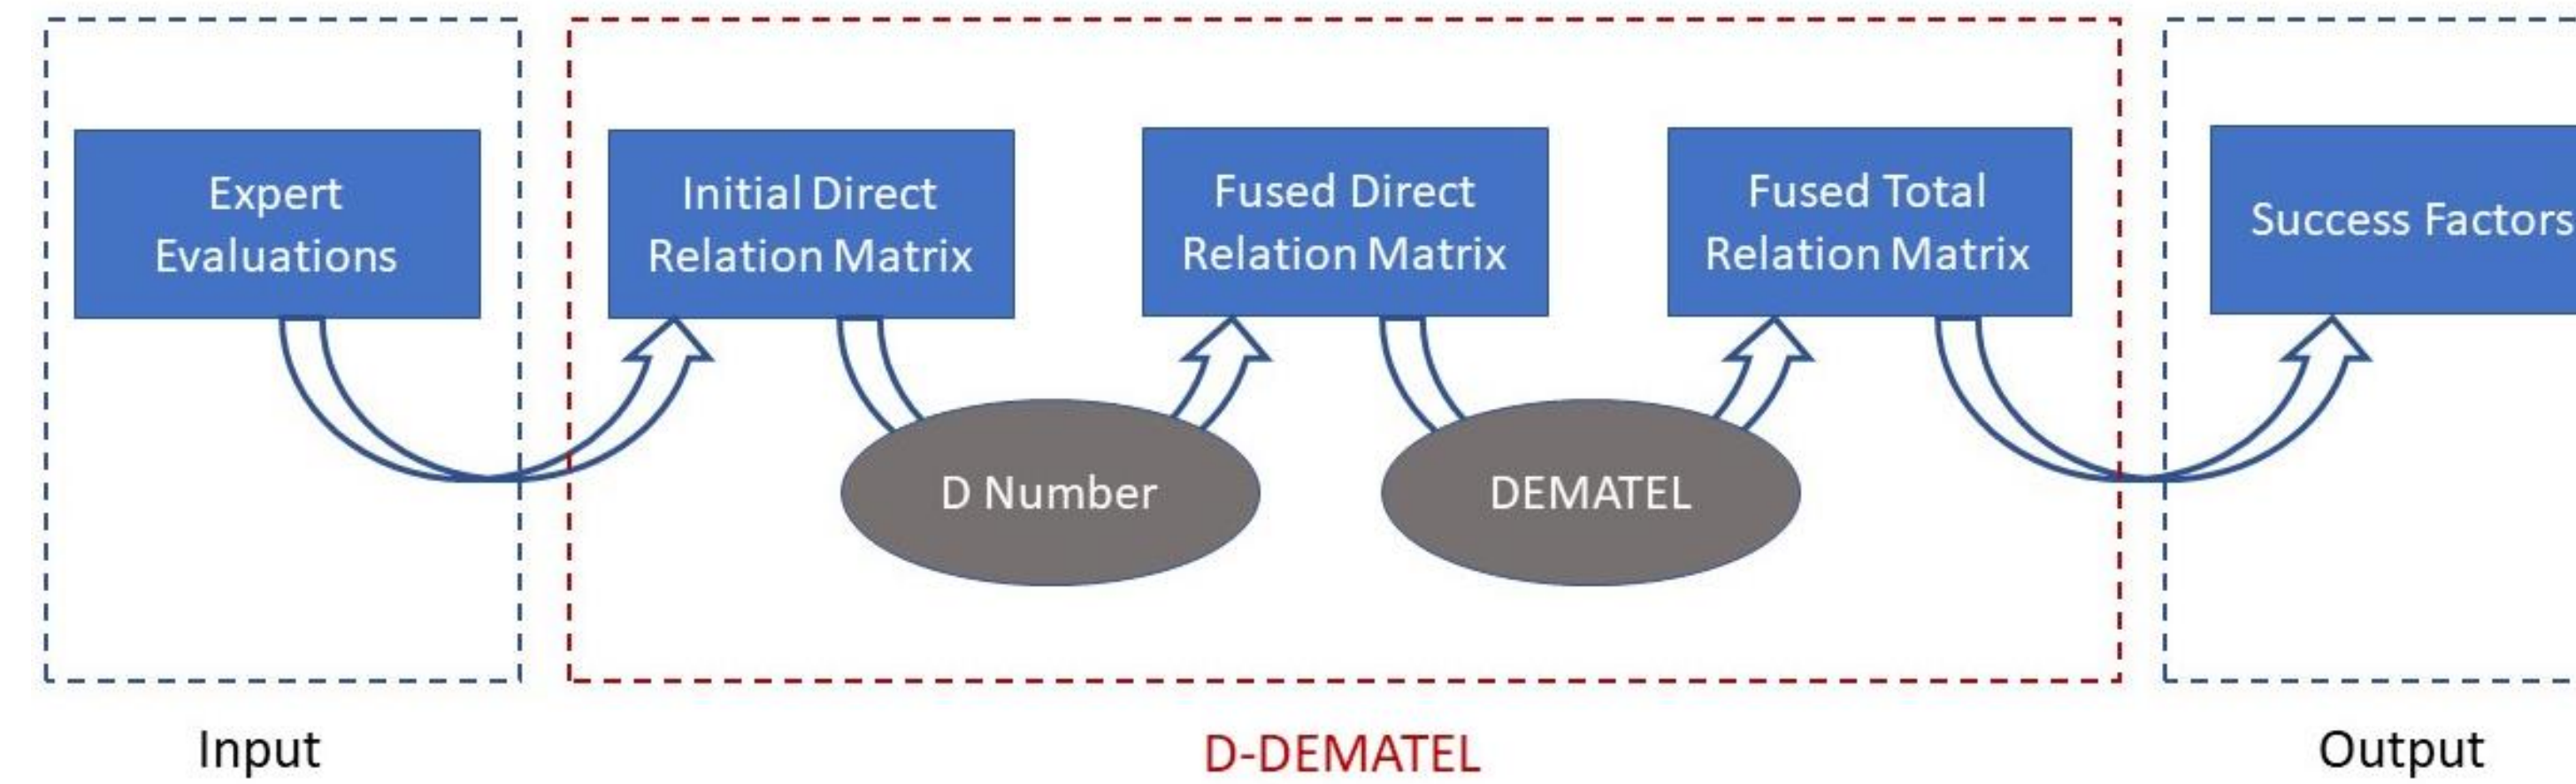 Expert
Evaluations
Initial Direct
Relation Matrix
Fused Direct
Relation Matrix
Fused Total
Relation Matrix
Success Factors
D Number
DEMATEL
Input
D-DEMATEL
Output